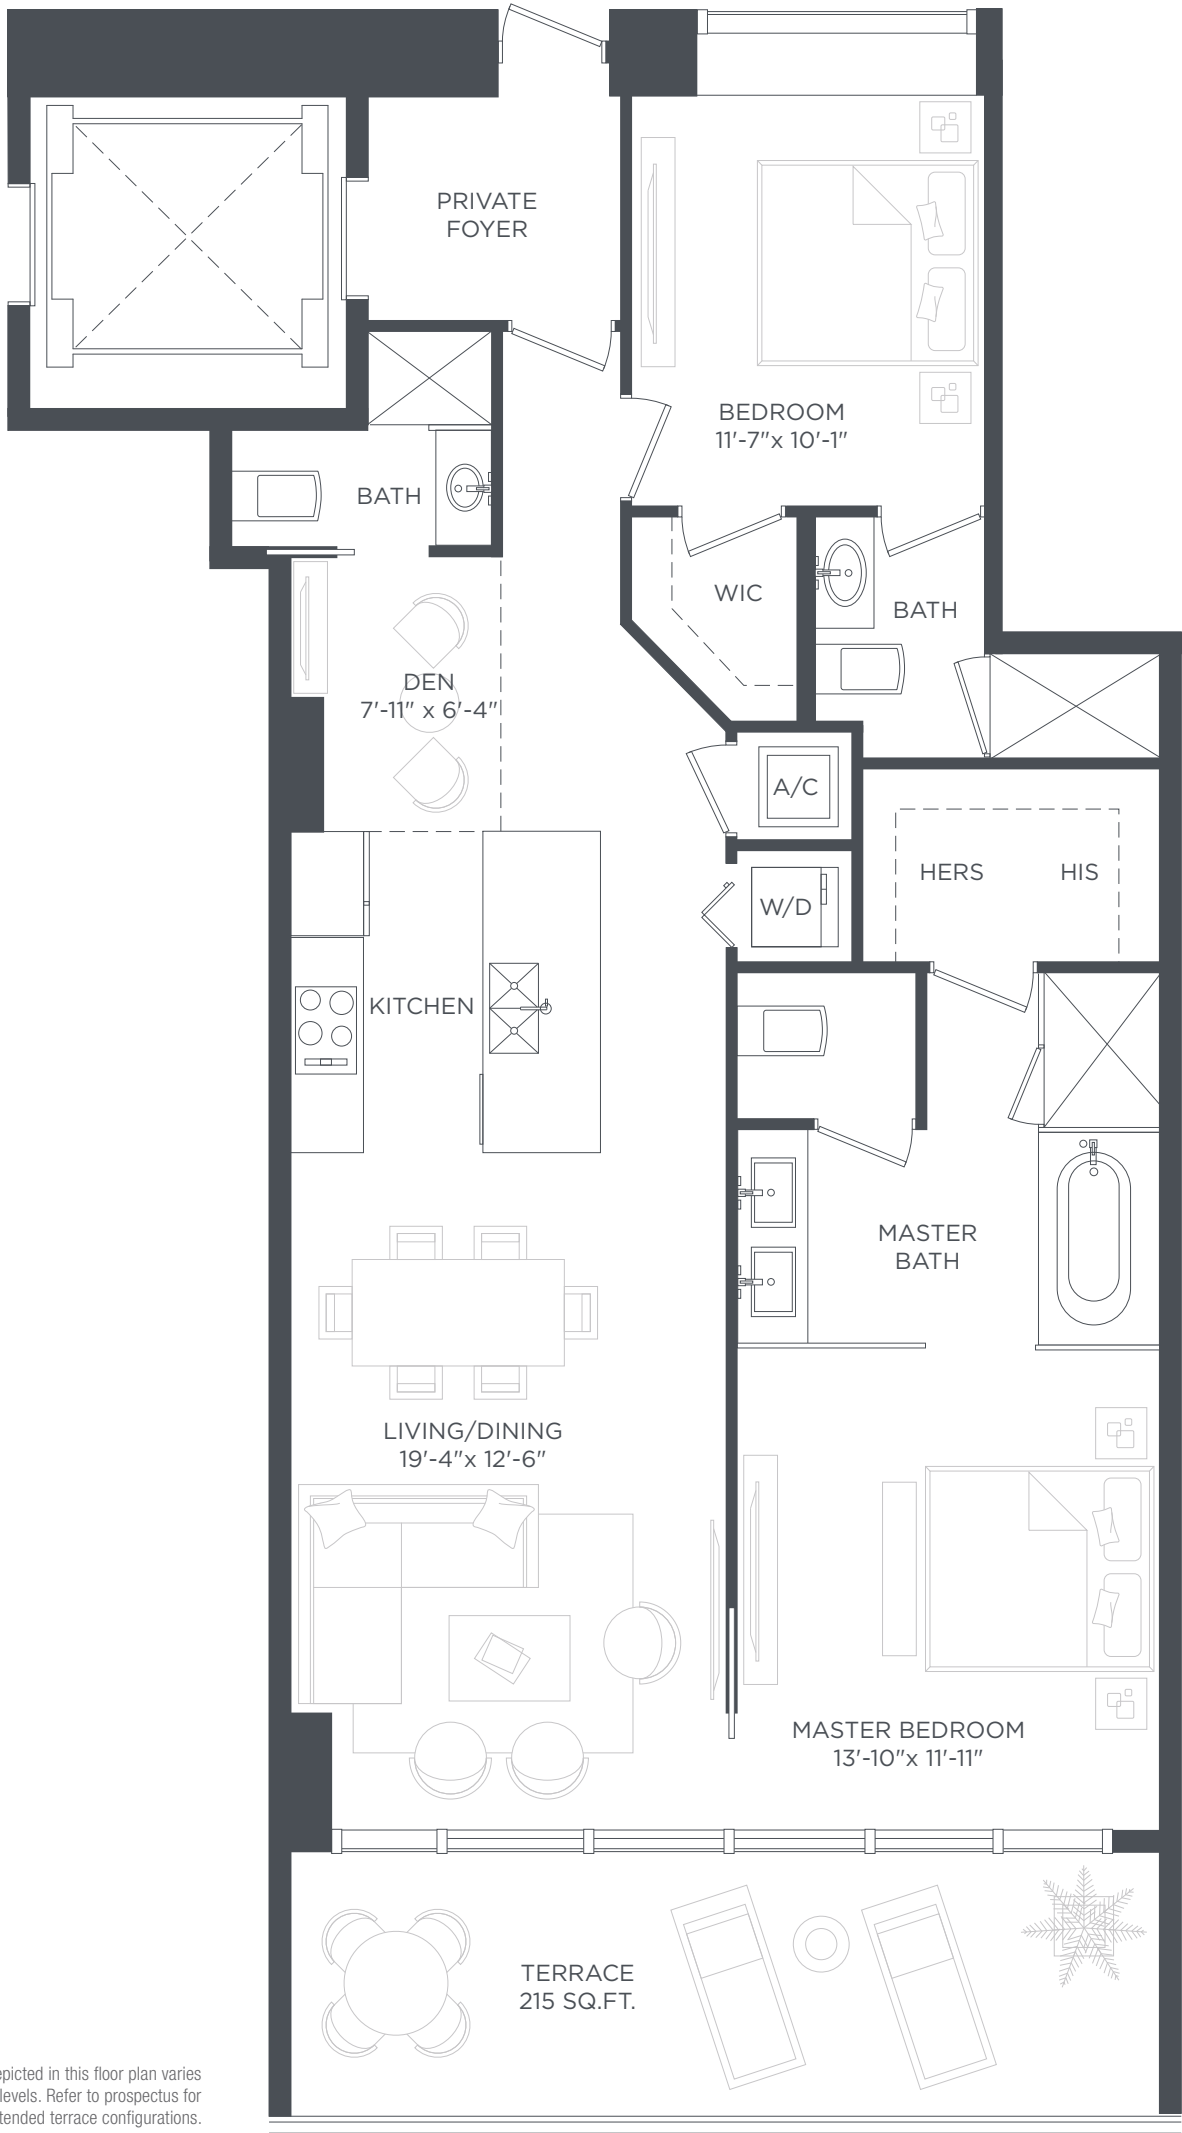 PRIVATE
FOYER
BEDROOM
11'-7"x 10'-1"
BATH
WIC
BATH
DEN
7'-11" x 6'-4"
A/C
HERS HIS
W/D
KITCHEN
MASTER
BATH
LIVING/DINING
19'-4"x 12'-6"
MASTER BEDROOM
13'-10"x 11'-11"
TERRACE
215 SQ.FT.
in this floor plan varies
levels. Refer to prospectus for
terrace configurations.